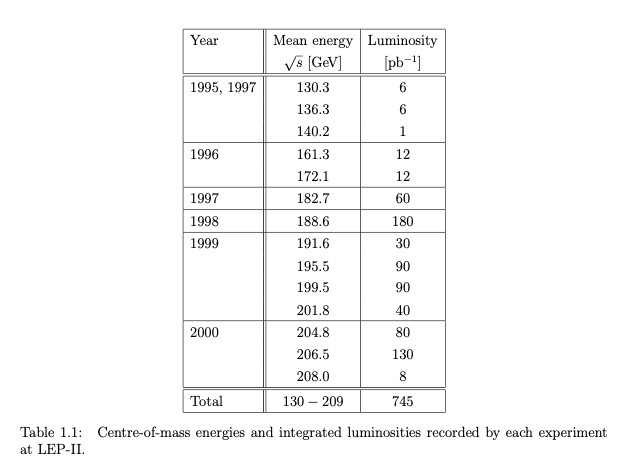 Year Mean energy Luminosity
√s [GeV] [pb⁻¹]
1995, 1997 130.3 6
136.3 6
140.2 1
1996 161.3 12
172.1 12
1997 182.7 60
1998 188.6 180
1999 191.6 30
195.5 90
199.5 90
201.8 40
2000 204.8 80
206.5 130
208.0 8
Total 130 − 209 745
Table 1.1: Centre-of-mass energies and integrated luminosities recorded by each experiment
at LEP-II.